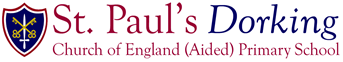 St. Paul's Dorking
Church of England (Aided) Primary School